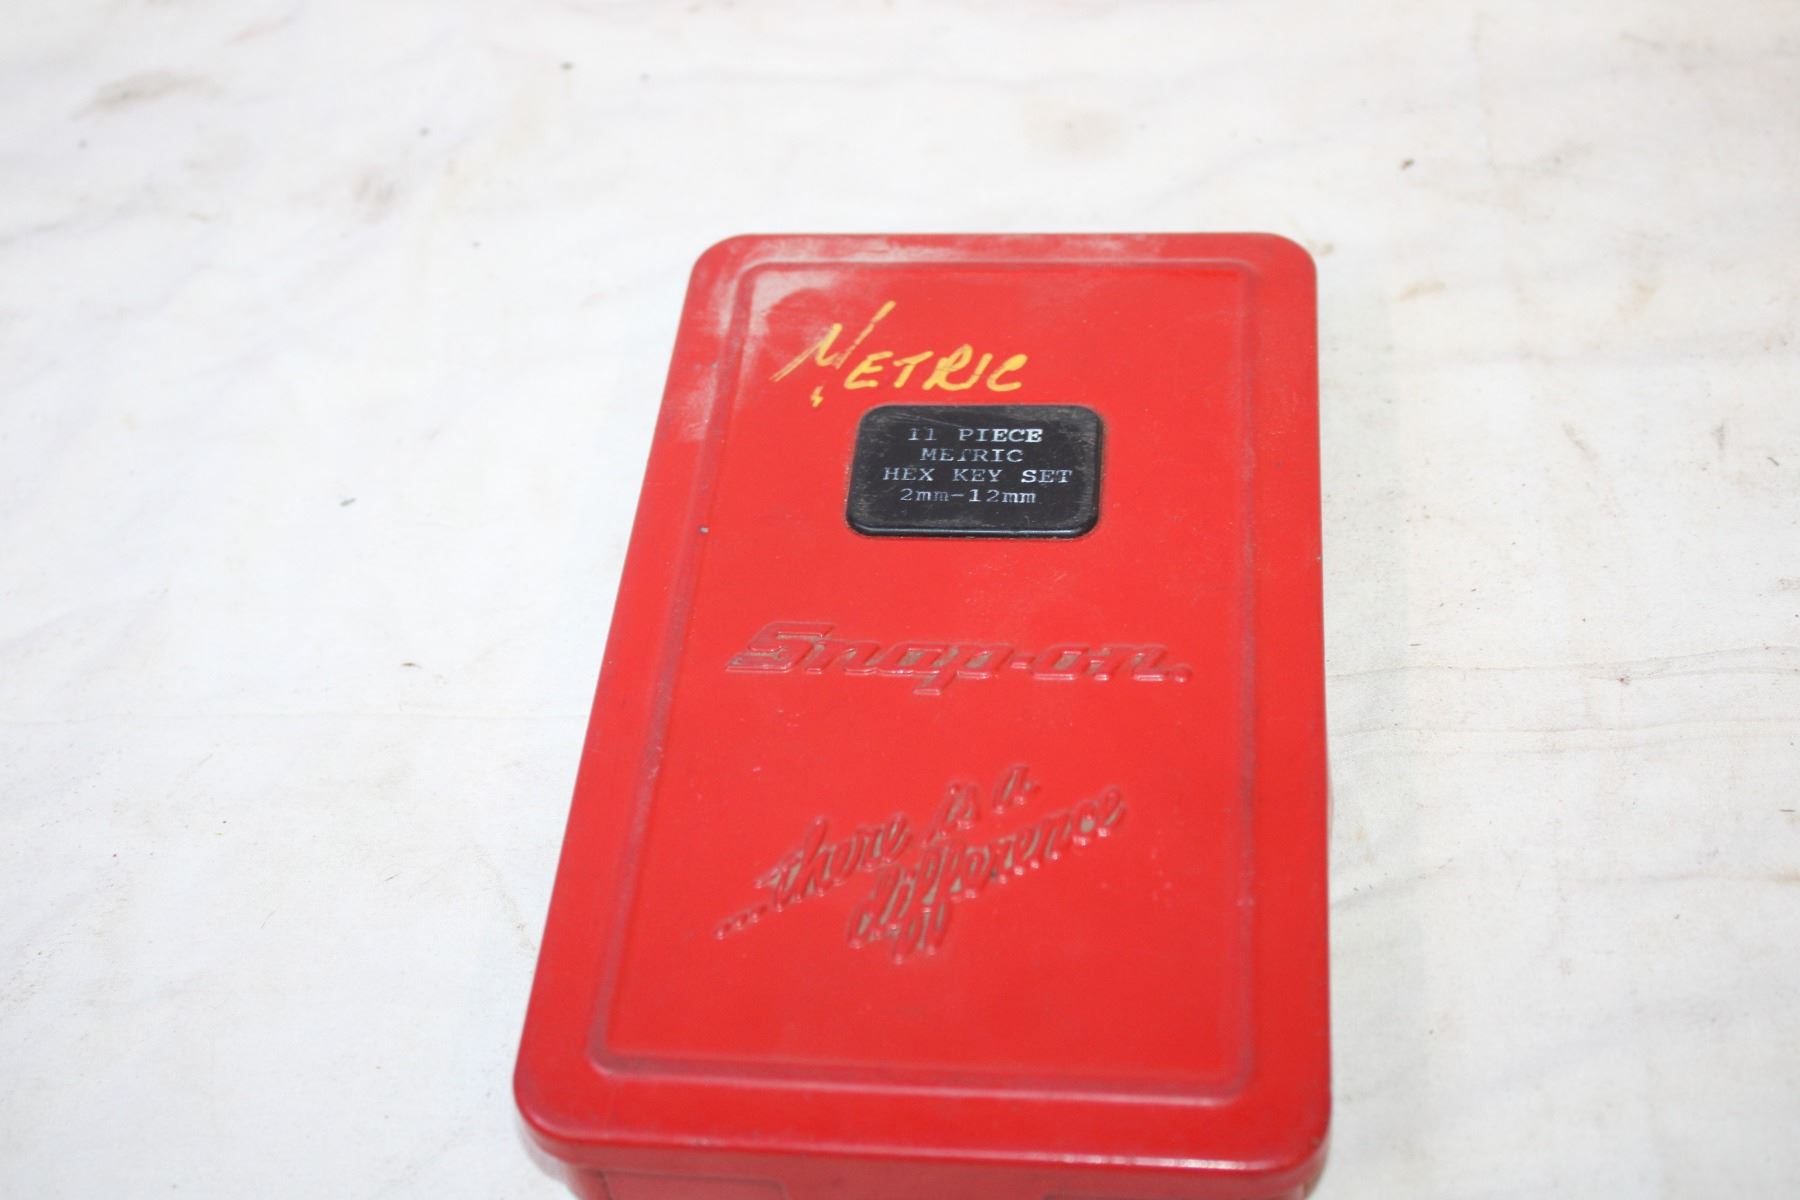 METRIC
11 PIECE
METRIC
HEX KEY SET
2mm-12mm
Snap-on.
...there is a
difference